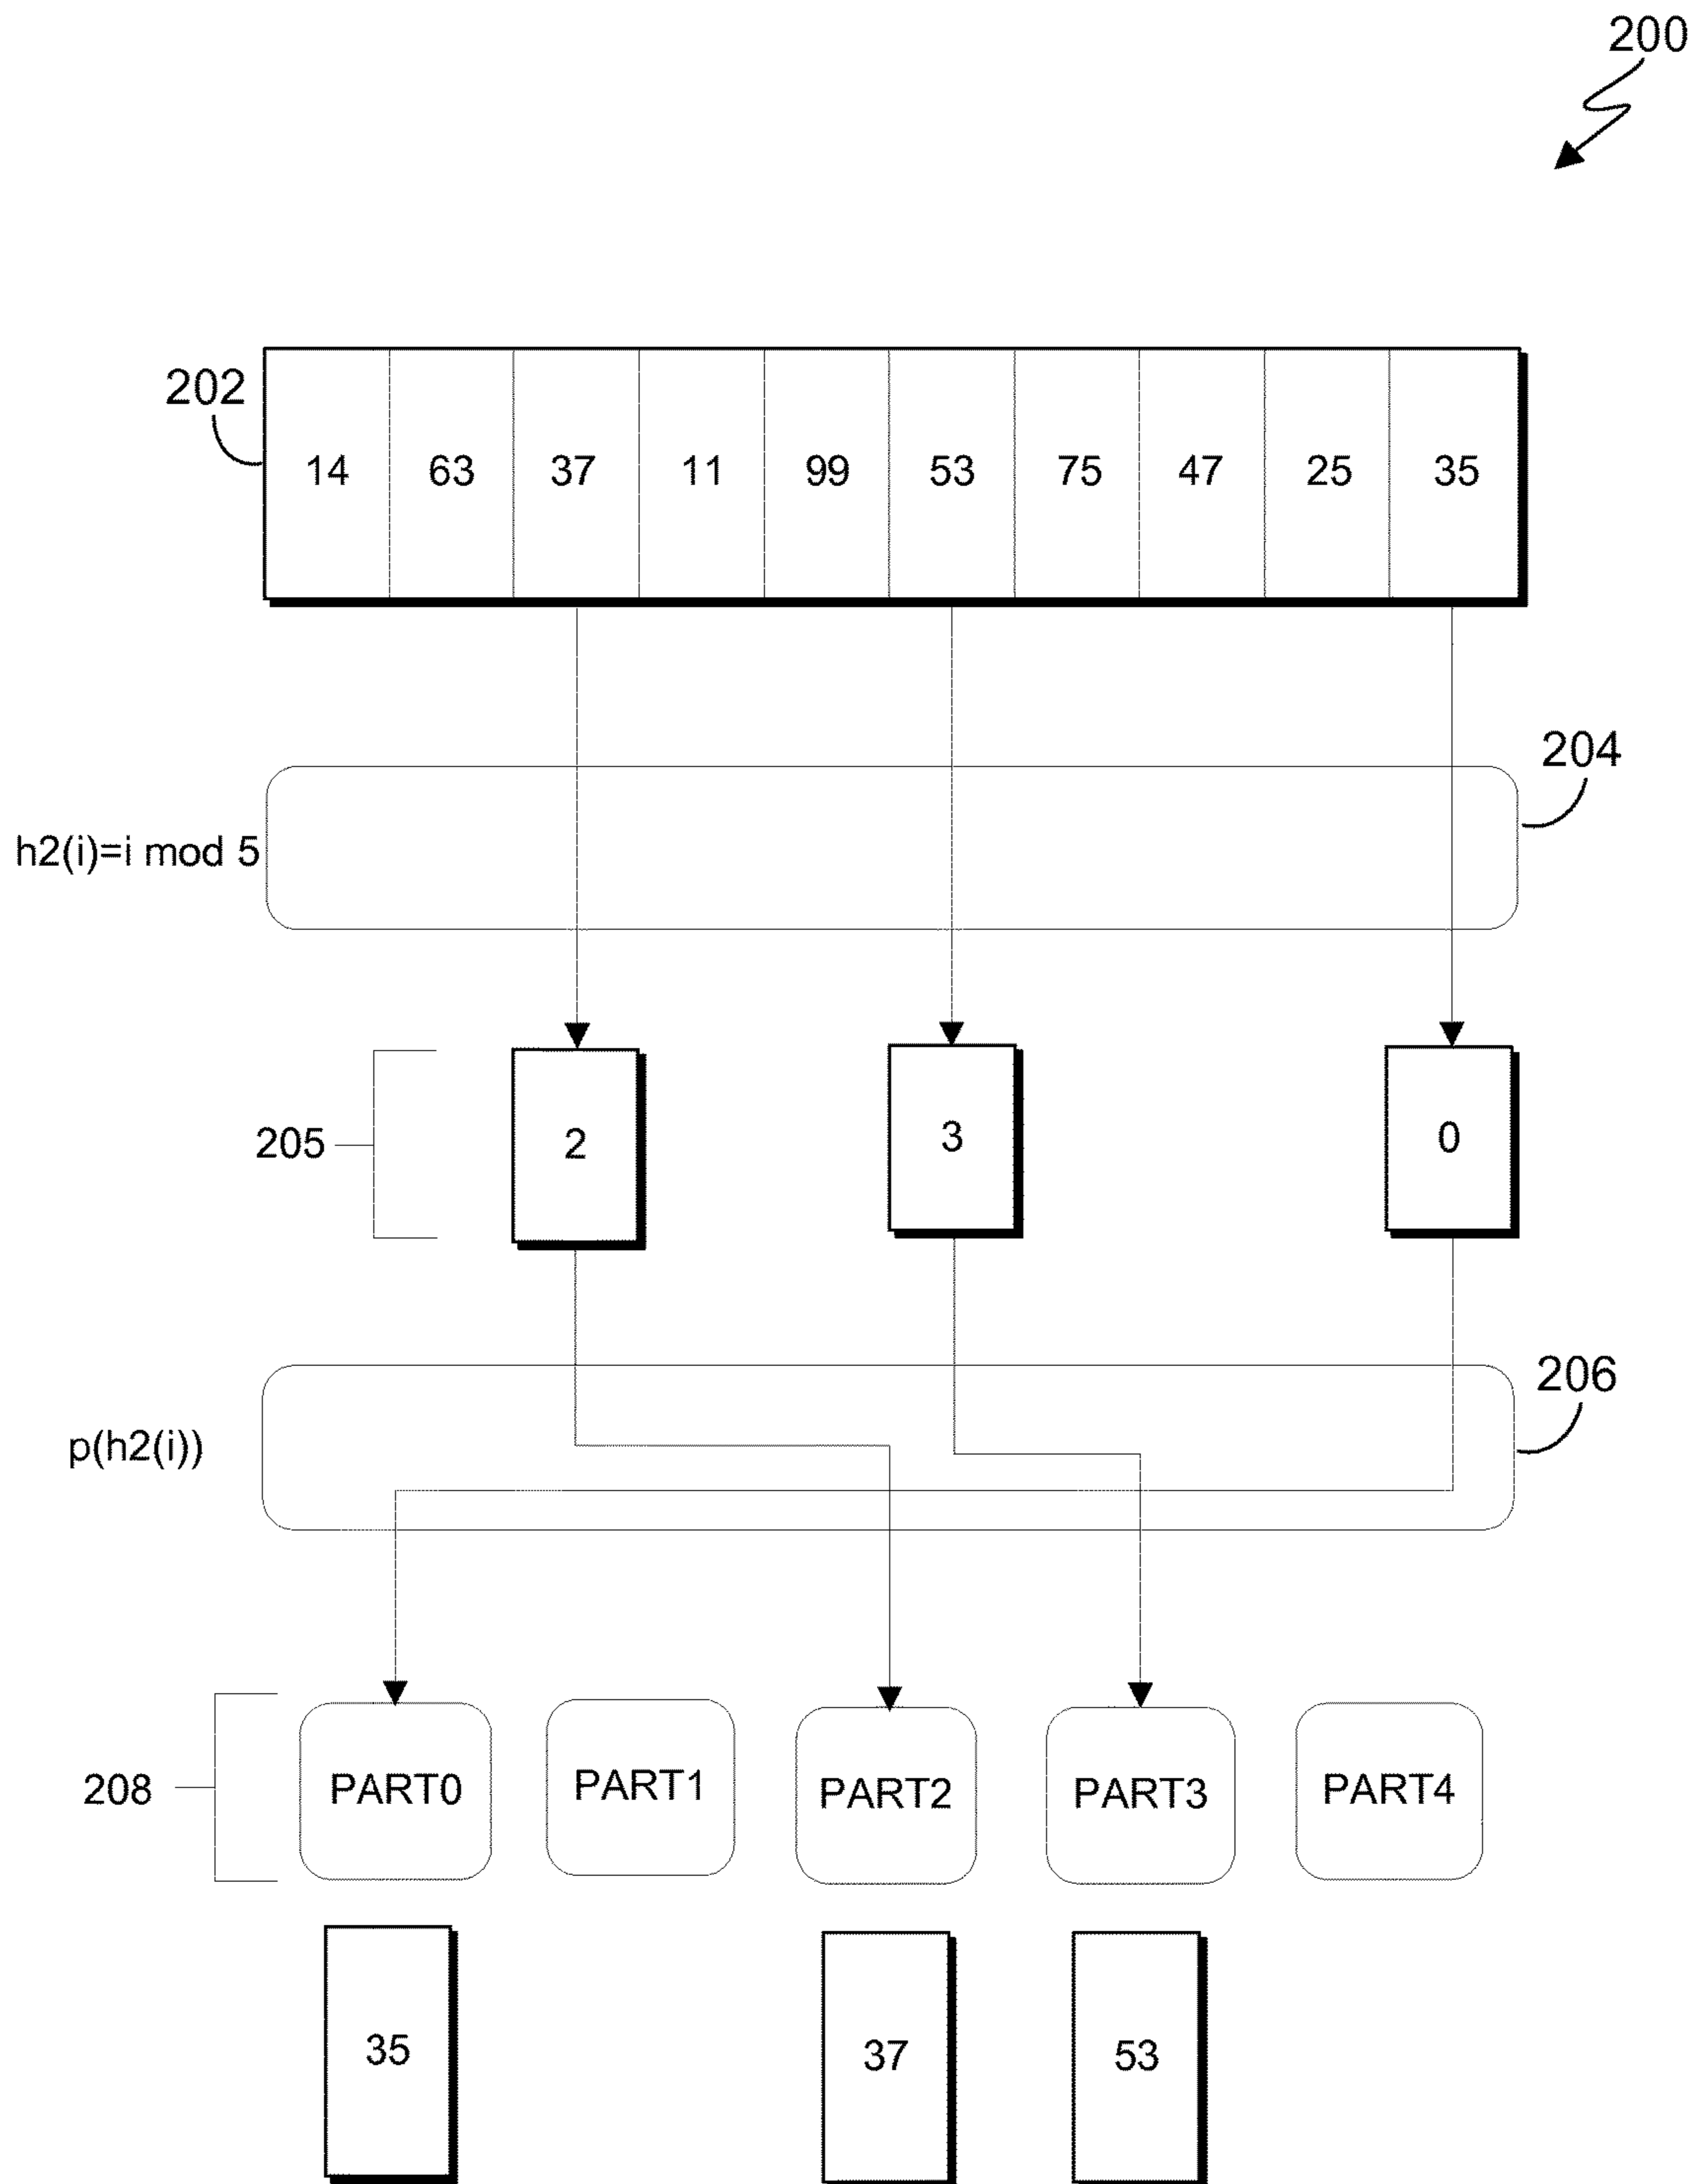 200
202
14 63 37 11 99 53 75 47 25 35
204
h2(i)=i mod 5
205
2 3 0
206
p(h2(i))
208
PART0 PART1 PART2 PART3 PART4
35 37 53